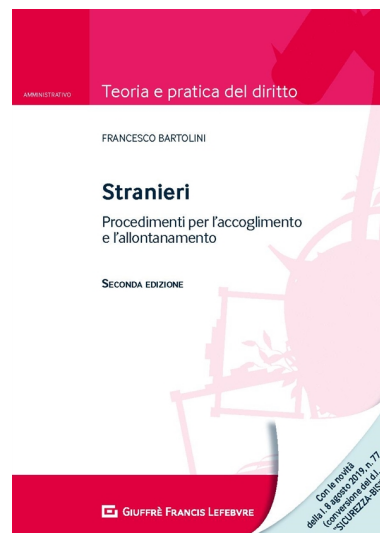 AMMINISTRATIVO
Teoria e pratica del diritto
FRANCESCO BARTOLINI
Stranieri
Procedimenti per l'accoglimento
e l'allontanamento
SECONDA EDIZIONE
Con le novità
della l. 8 agosto 2019, n. 77
(conversione del d.l.
"SICUREZZA-BIS
GIUFFRÈ FRANCIS LEFEBVRE